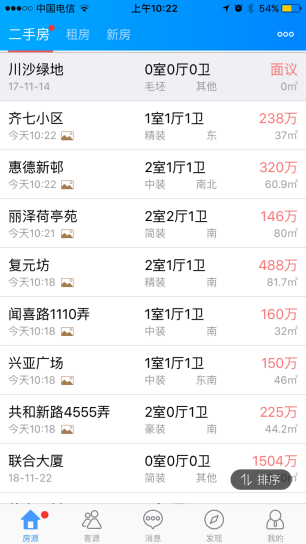 中国电信 上午10:22 54%
二手房 租房 新房
川沙绿地 0室0厅0卫 面议
17-11-14 毛坯 其他 0㎡
齐七小区 1室1厅1卫 238万
今天10:22 精装 东 37㎡
惠德新邨 2室1厅1卫 320万
今天10:22 中装 南北 60.9㎡
丽泽荷亭苑 2室2厅1卫 146万
今天10:21 简装 南 80㎡
复元坊 2室1厅1卫 488万
今天10:18 精装 南 81.7㎡
闻喜路1110弄 1室1厅1卫 160万
今天10:18 中装 南 32㎡
兴亚广场 1室1厅1卫 150万
今天10:18 中装 东南 46㎡
共和新路4555弄 2室1厅1卫 225万
今天10:18 豪装 南 44.2㎡
联合大厦 0室0厅0卫 1504万
18-11-22 简装 其他
排序
房源 客源 消息 发现 我的